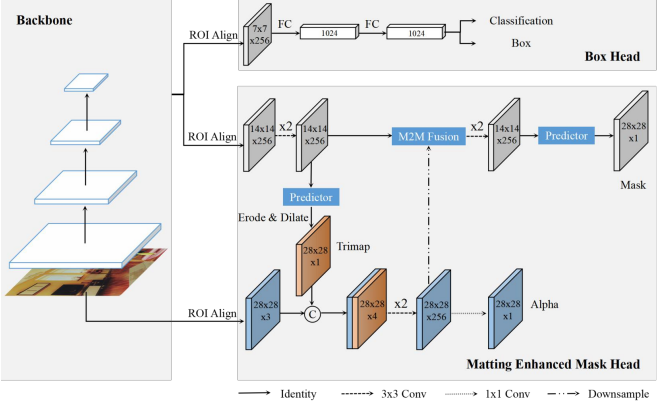 Backbone
ROI Align
7x7
x256
FC
1024
FC
1024
Classification
Box
Box Head
ROI Align
14x14
x256
x2
14x14
x256
M2M Fusion
x2
14x14
x256
Predictor
28x28
x1
Mask
Predictor
Erode & Dilate
28x28
x1
Trimap
ROI Align
28x28
x3
C
28x28
x4
x2
28x28
x256
28x28
x1
Alpha
Matting Enhanced Mask Head
Identity
3x3 Conv
1x1 Conv
Downsample